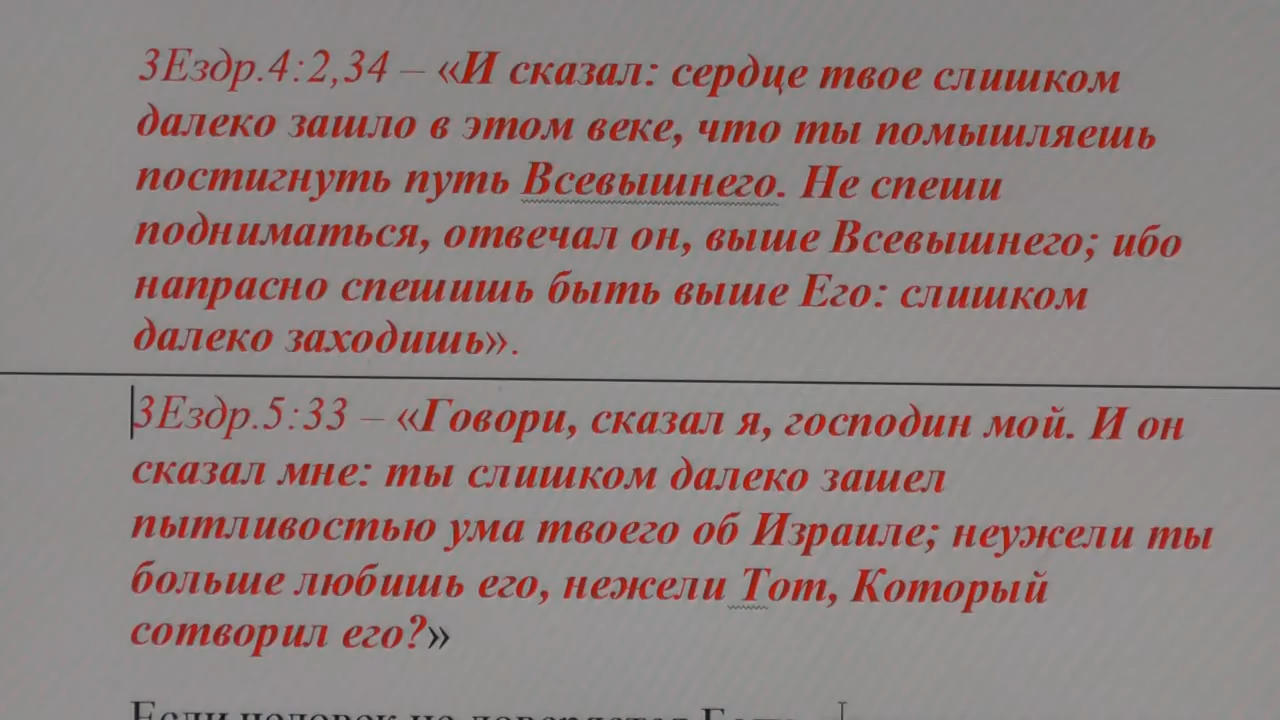 3Ездр.4:2,34 – «И сказал: сердце твое слишком
далеко зашло в этом веке, что ты помышляешь
постигнуть путь Всевышнего. Не спеши
подниматься, отвечал он, выше Всевышнего; ибо
напрасно спешишь быть выше Его: слишком
далеко заходишь».
3Ездр.5:33 – «Говори, сказал я, господин мой. И он
сказал мне: ты слишком далеко зашел
пытливостью ума твоего об Израиле; неужели ты
больше любишь его, нежели Тот, Который
сотворил его?»
Если человек не